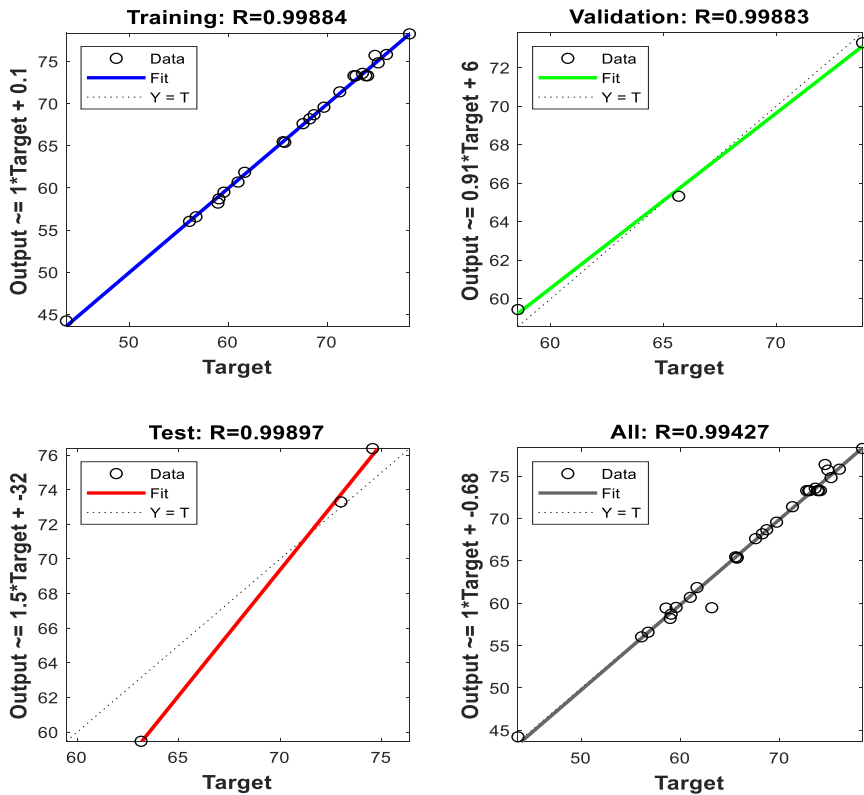 Training: R=0.99884
Output ~= 1*Target + 0.1
Data
Fit
Y = T
75
70
65
60
55
50
45
50
60
70
Target
Validation: R=0.99883
Output ~= 0.91*Target + 6
Data
Fit
Y = T
72
70
68
66
64
62
60
60
65
70
Target
Test: R=0.99897
Output ~= 1.5*Target + -32
Data
Fit
Y = T
76
74
72
70
68
66
64
62
60
60
65
70
75
Target
All: R=0.99427
Output ~= 1*Target + -0.68
Data
Fit
Y = T
75
70
65
60
55
50
45
50
60
70
Target